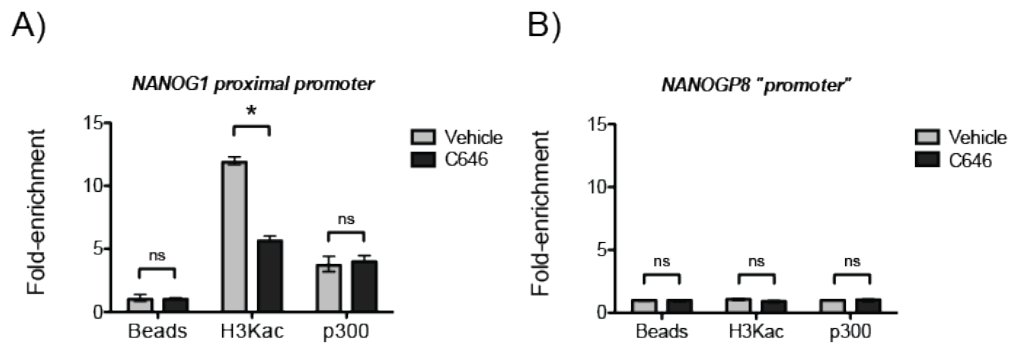 A)
B)
NANOG1 proximal promoter
NANOGP8 "promoter"
Fold-enrichment
15
10
5
0
*
ns
ns
Beads
H3Kac
p300
Vehicle
C646
Fold-enrichment
15
10
5
0
ns
ns
ns
Beads
H3Kac
p300
Vehicle
C646